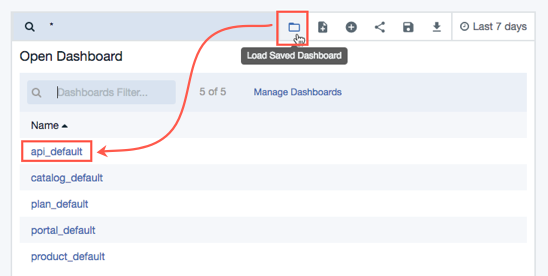 *
Last 7 days
Load Saved Dashboard
Open Dashboard
Dashboards Filter...
5 of 5
Manage Dashboards
Name
api_default
catalog_default
plan_default
portal_default
product_default